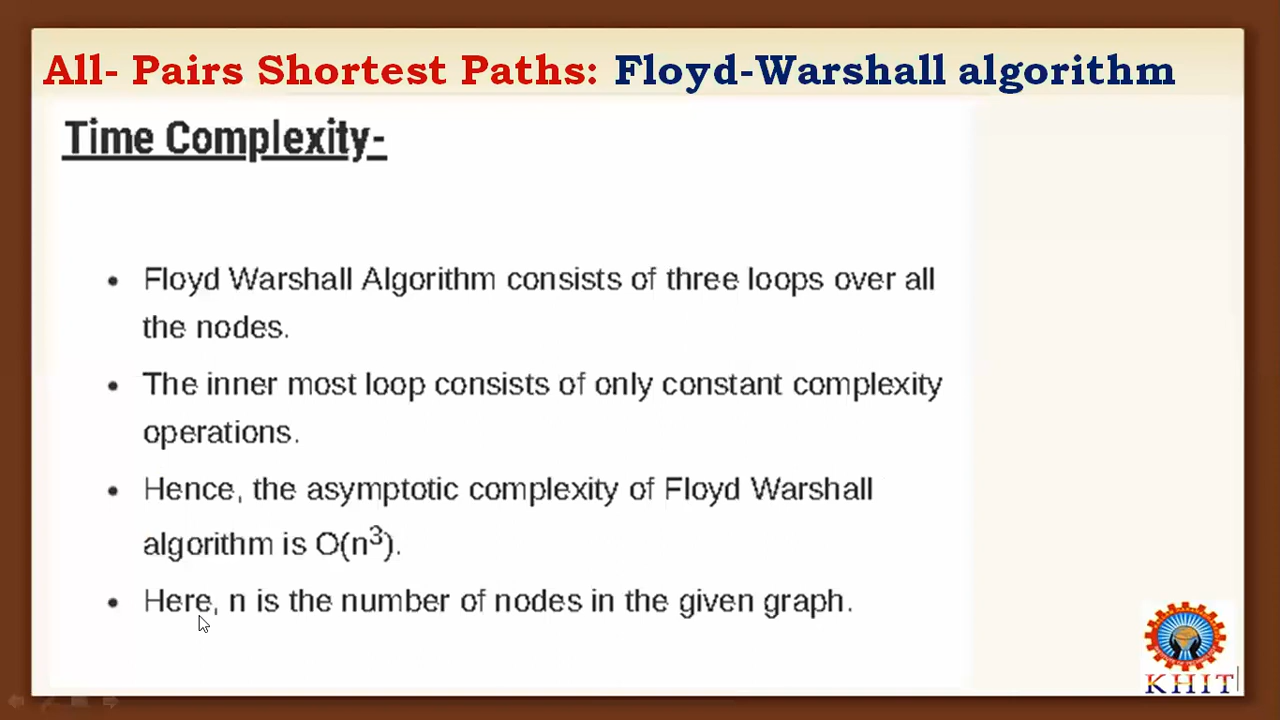 All- Pairs Shortest Paths: Floyd-Warshall algorithm
Time Complexity-
• Floyd Warshall Algorithm consists of three loops over all
the nodes.
• The inner most loop consists of only constant complexity
operations.
• Hence, the asymptotic complexity of Floyd Warshall
algorithm is O(n³).
• Here, n is the number of nodes in the given graph.
KHIT